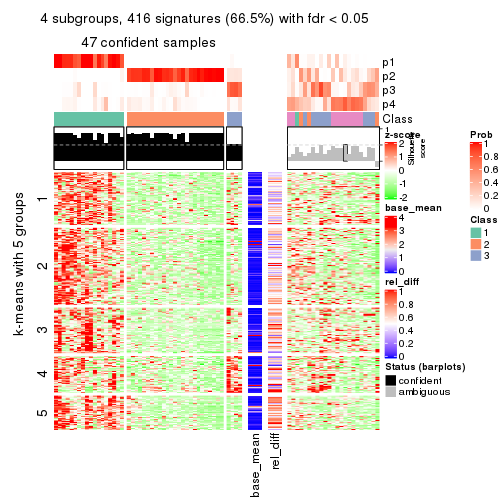 4 subgroups, 416 signatures (66.5%) with fdr < 0.05
47 confident samples
p1
p2
p3
p4
Class
1
Silhouette
score
k-means with 5 groups
1
2
3
4
5
base_mean
rel_diff
z-score
2
1
0
-1
-2
base_mean
4
3
2
1
0
rel_diff
1
0.8
0.6
0.4
0.2
0
Status (barplots)
confident
ambiguous
Prob
1
0.8
0.6
0.4
0.2
0
Class
1
2
3